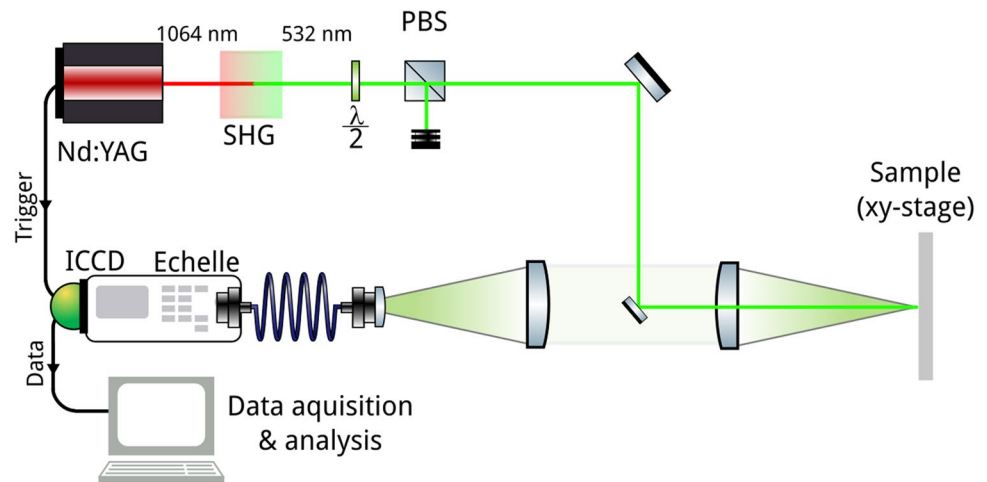 1064 nm
532 nm
PBS
SHG
λ
2
Nd:YAG
Trigger
Sample
(xy-stage)
ICCD
Echelle
Data
Data aquisition
& analysis